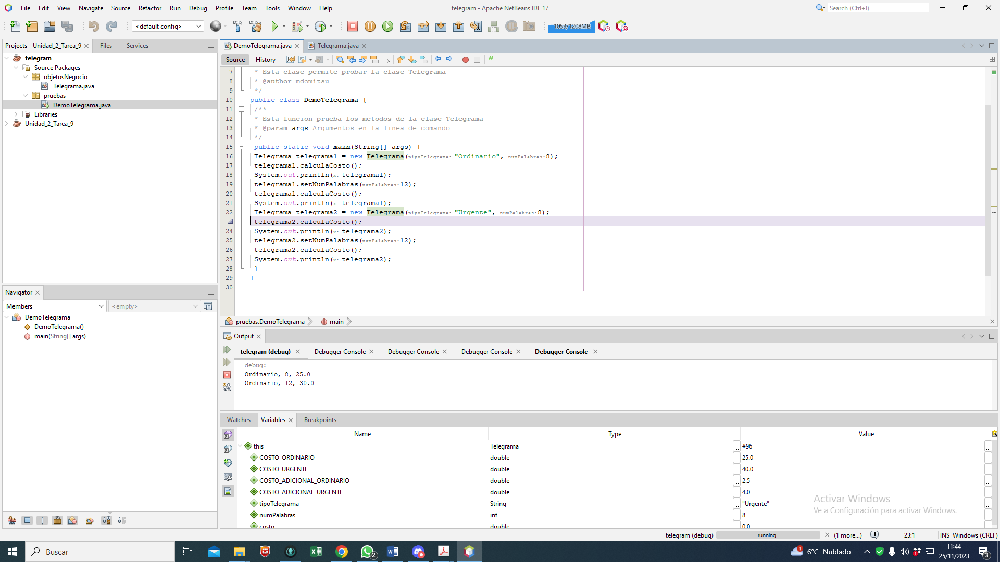 File Edit View Navigate Source Refactor Run Debug Profile Team Tools Window Help
telegram - Apache NetBeans IDE 17
Search (Ctrl+I)
<default config>
1053/1208MB
Projects - Unidad_2_Tarea_9
Files
Services
telegram
Source Packages
objetosNegocio
Telegrama.java
pruebas
DemoTelegrama.java
Libraries
Unidad_2_Tarea_9
DemoTelegrama.java
Telegrama.java
Source
History
7 * Esta clase permite probar la clase Telegrama
8 * @author mdomitsu
9 */
10 public class DemoTelegrama {
11 /**
12 * Esta funcion prueba los metodos de la clase Telegrama
13 * @param args Argumentos en la linea de comando
14 */
15 public static void main(String[] args) {
16 Telegrama telegrama1 = new Telegrama(tipoTelegrama: "Ordinario", numPalabras:8);
17 telegrama1.calculaCosto();
18 System.out.println(x: telegrama1);
19 telegrama1.setNumPalabras(numPalabras:12);
20 telegrama1.calculaCosto();
21 System.out.println(x: telegrama1);
22 Telegrama telegrama2 = new Telegrama(tipoTelegrama: "Urgente", numPalabras:8);
telegrama2.calculaCosto();
24 System.out.println(x: telegrama2);
25 telegrama2.setNumPalabras(numPalabras:12);
26 telegrama2.calculaCosto();
27 System.out.println(x: telegrama2);
28 }
29 }
30
pruebas.DemoTelegrama
main
Navigator
Members
<empty>
DemoTelegrama
DemoTelegrama()
main(String[] args)
Output
telegram (debug)
Debugger Console
Debugger Console
Debugger Console
Debugger Console
debug:
Ordinario, 8, 25.0
Ordinario, 12, 30.0
Watches
Variables
Breakpoints
Name Type Value
this Telegrama ... #96 ...
COSTO_ORDINARIO double ... 25.0 ...
COSTO_URGENTE double ... 40.0 ...
COSTO_ADICIONAL_ORDINARIO double ... 2.5 ...
COSTO_ADICIONAL_URGENTE double ... 4.0 ...
tipoTelegrama String ... "Urgente" ...
numPalabras int ... 8 ...
costo double 0.0
Activar Windows
Ve a Configuración para activar Windows.
telegram (debug)
running...
(1 more...)
1
23:1
INS
Windows (CRLF)
Buscar
2
1
6°C Nublado
11:44
25/11/2023
3